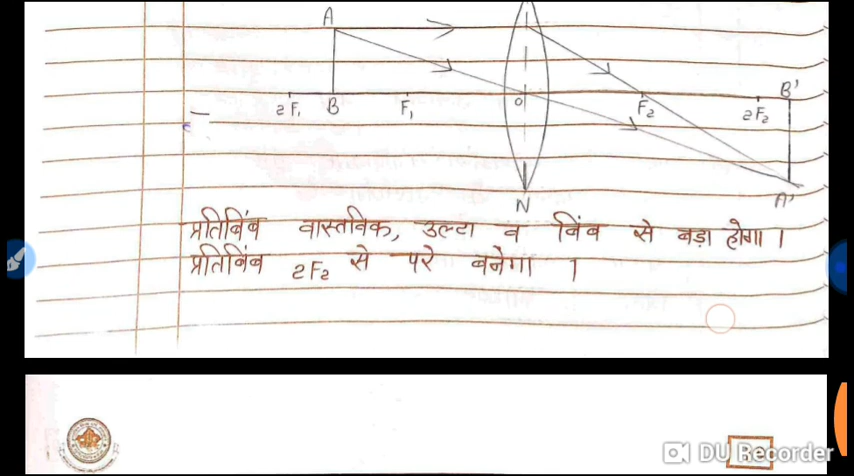 A
2F₁ B F₁ O F₂ 2F₂ B'
A'
N
प्रतिबिंब वास्तविक, उल्टा व बिंब से बड़ा होगा।
प्रतिबिंब 2F₂ से परे बनेगा ।
DU Recorder